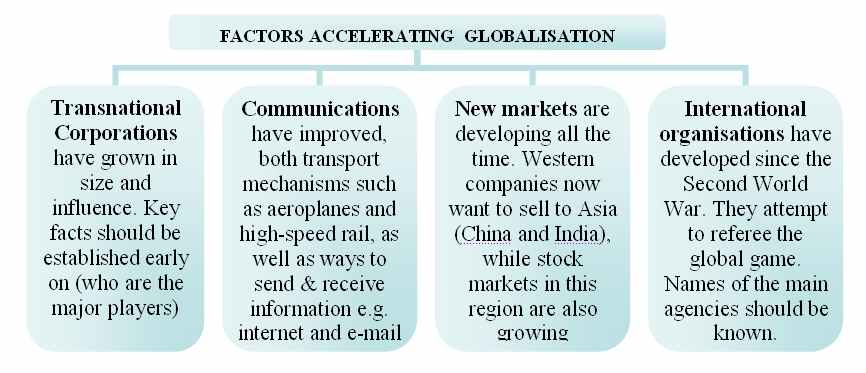 FACTORS ACCELERATING GLOBALISATION
Transnational
Corporations
have grown in
size and
influence. Key
facts should be
established early
on (who are the
major players)
Communications
have improved,
both transport
mechanisms such
as aeroplanes and
high-speed rail, as
well as ways to
send & receive
information e.g.
internet and e-mail
New markets are
developing all the
time. Western
companies now
want to sell to Asia
(China and India),
while stock
markets in this
region are also
growing
International
organisations have
developed since the
Second World
War. They attempt
to referee the
global game.
Names of the main
agencies should be
known.